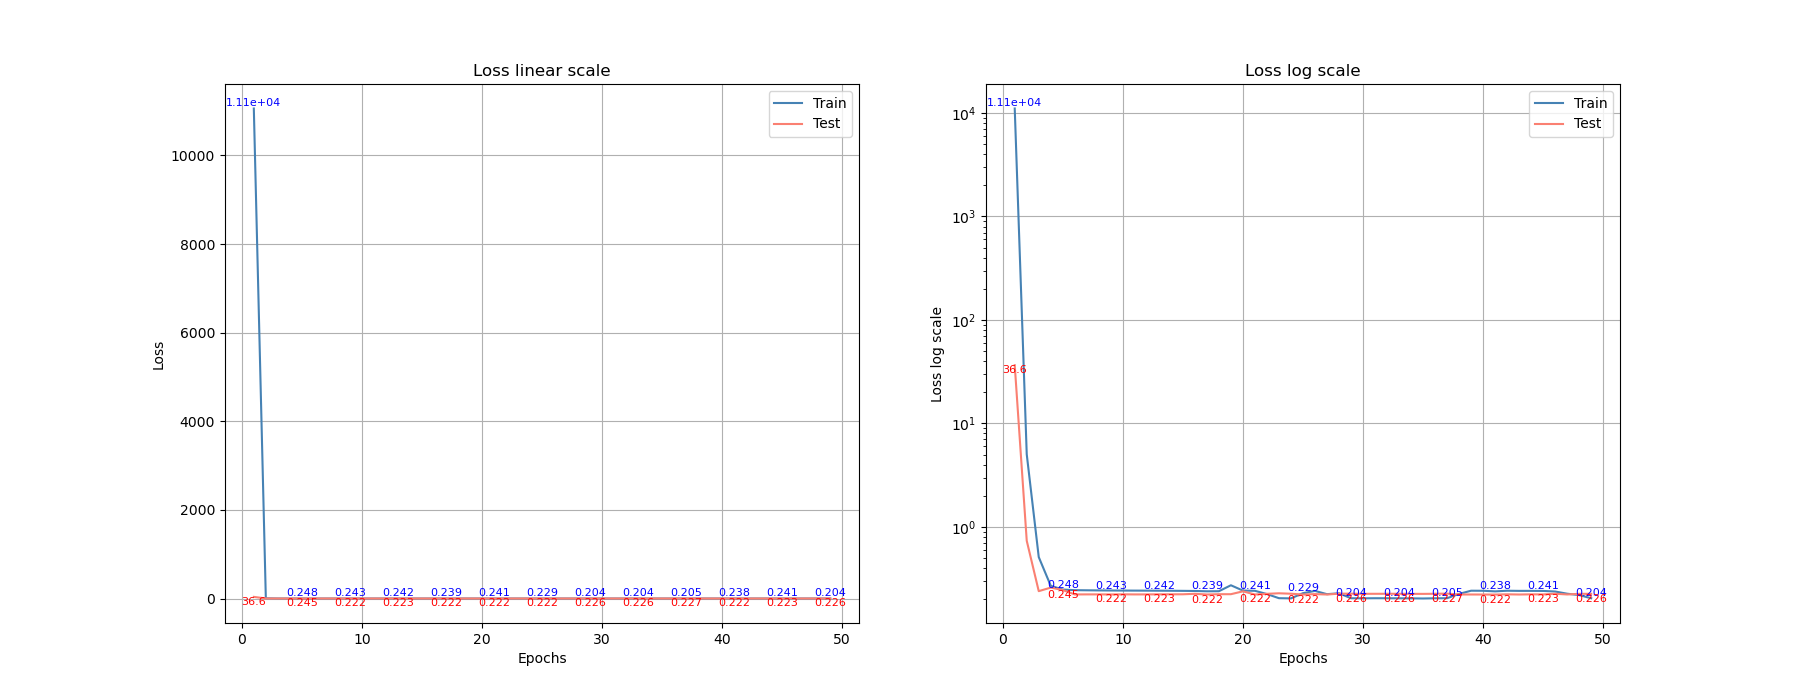 Loss linear scale
1.11e+04
Train
Test
10000
8000
6000
4000
2000
0
Loss
36.6
0.248 0.243 0.242 0.239 0.241 0.229 0.204 0.204 0.205 0.238 0.241 0.204
0.245 0.222 0.223 0.222 0.222 0.222 0.226 0.226 0.227 0.222 0.223 0.226
0 10 20 30 40 50
Epochs
Loss log scale
1.11e+04
Train
Test
10^4
10^3
10^2
10^1
10^0
Loss log scale
36.6
0.248 0.243 0.242 0.239 0.241 0.229 0.204 0.204 0.205 0.238 0.241 0.204
0.245 0.222 0.223 0.222 0.222 0.222 0.226 0.226 0.227 0.222 0.223 0.226
0 10 20 30 40 50
Epochs